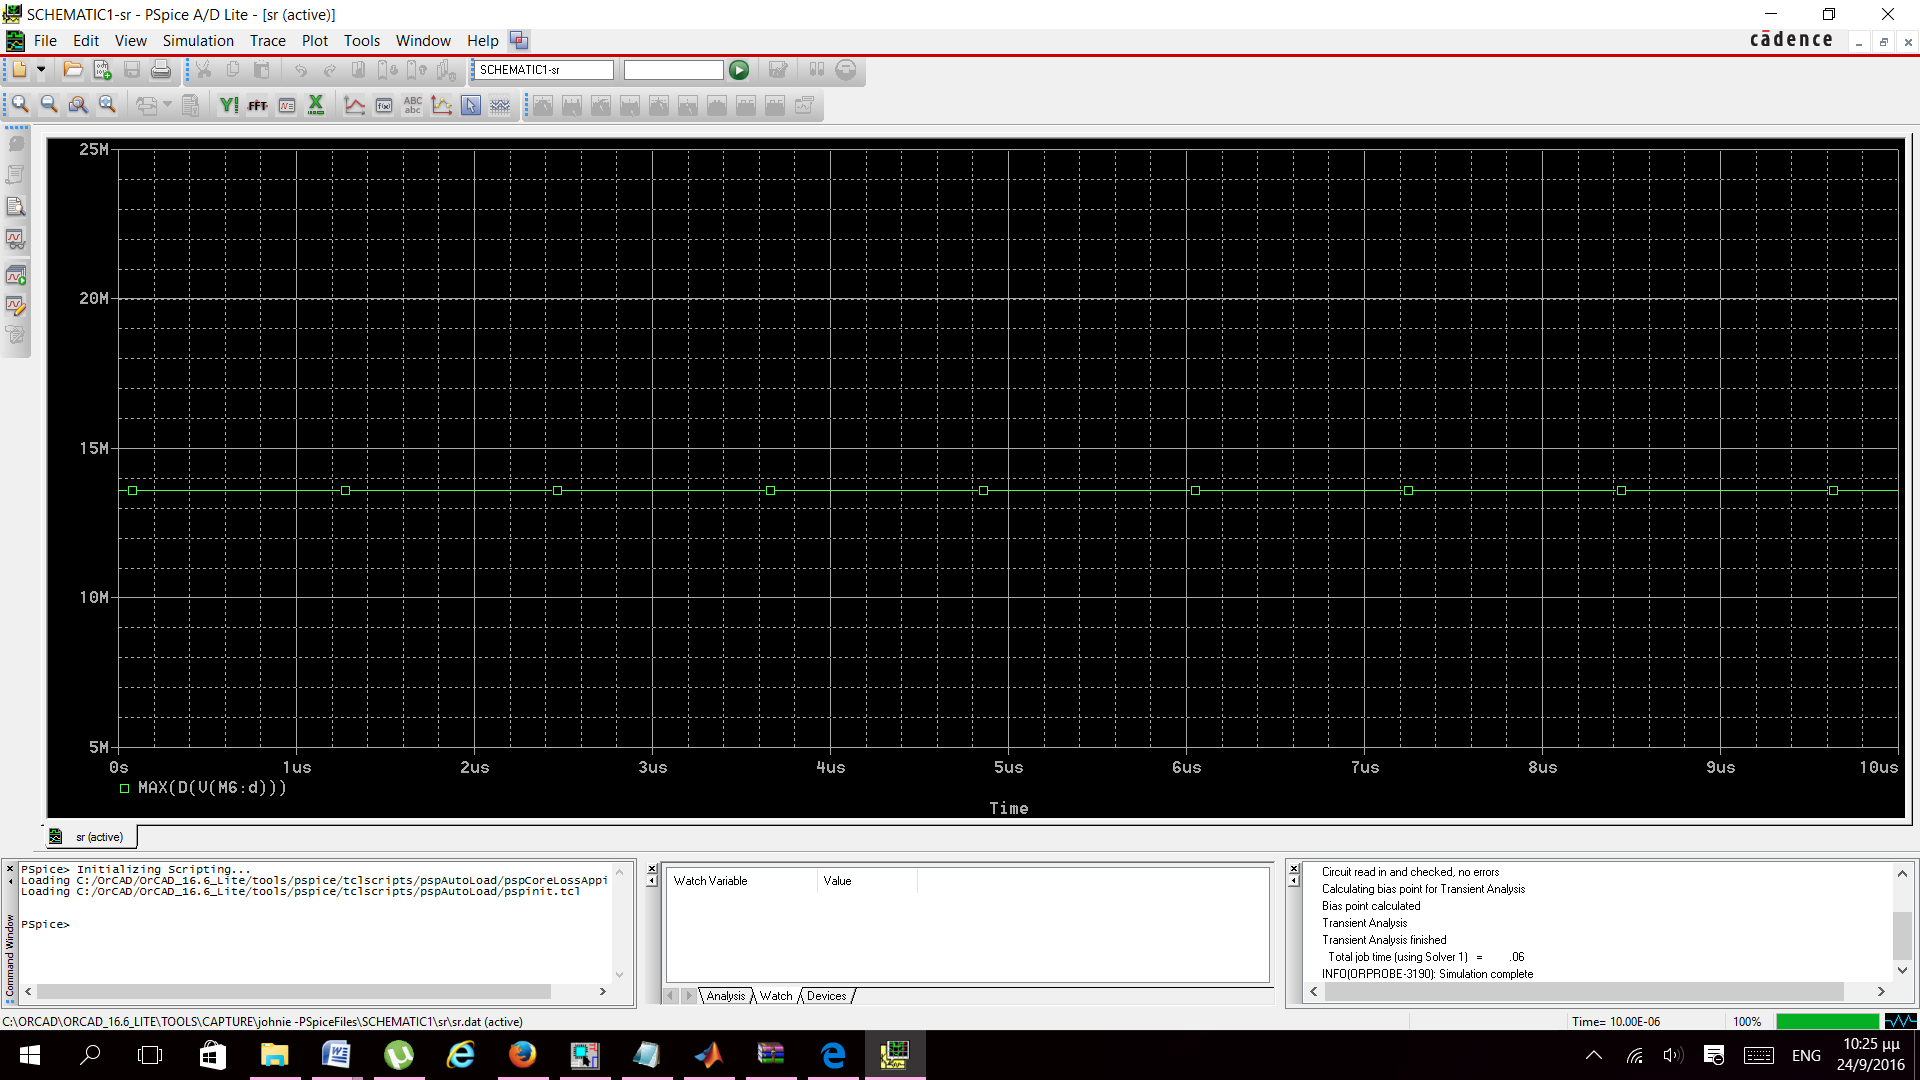 SCHEMATIC1-sr - PSpice A/D Lite - [sr (active)]
File Edit View Simulation Trace Plot Tools Window Help
cādence
SCHEMATIC1-sr
FFT
ABC
abc
25M
20M
15M
10M
5M
0s 1us 2us 3us 4us 5us 6us 7us 8us 9us 10us
MAX(D(V(M6:d)))
Time
sr (active)
PSpice> Initializing Scripting...
Loading C:/OrCAD/OrCAD_16.6_Lite/tools/pspice/tclscripts/pspAutoLoad/pspCoreLossAppi
Loading C:/OrCAD/OrCAD_16.6_Lite/tools/pspice/tclscripts/pspAutoLoad/pspinit.tcl
PSpice>
Command Window
Watch Variable Value
Analysis Watch Devices
Circuit read in and checked, no errors
Calculating bias point for Transient Analysis
Bias point calculated
Transient Analysis
Transient Analysis finished
Total job time (using Solver 1) = .06
INFO(ORPROBE-3190): Simulation complete
C:\ORCAD\ORCAD_16.6_LITE\TOOLS\CAPTURE\johnie -PSpiceFiles\SCHEMATIC1\sr\sr.dat (active)
Time= 10.00E-06 100%
ENG
10:25 μμ
24/9/2016